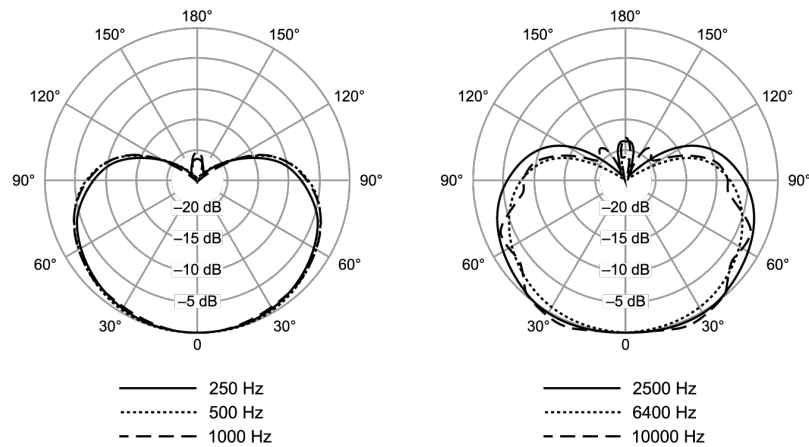 180°
150° 150°
120° 120°
90° 90°
–20 dB
–15 dB
60° 60°
–10 dB
–5 dB
30° 30°
0
250 Hz
500 Hz
1000 Hz
180°
150° 150°
120° 120°
90° 90°
–20 dB
–15 dB
60° 60°
–10 dB
–5 dB
30° 30°
0
2500 Hz
6400 Hz
10000 Hz